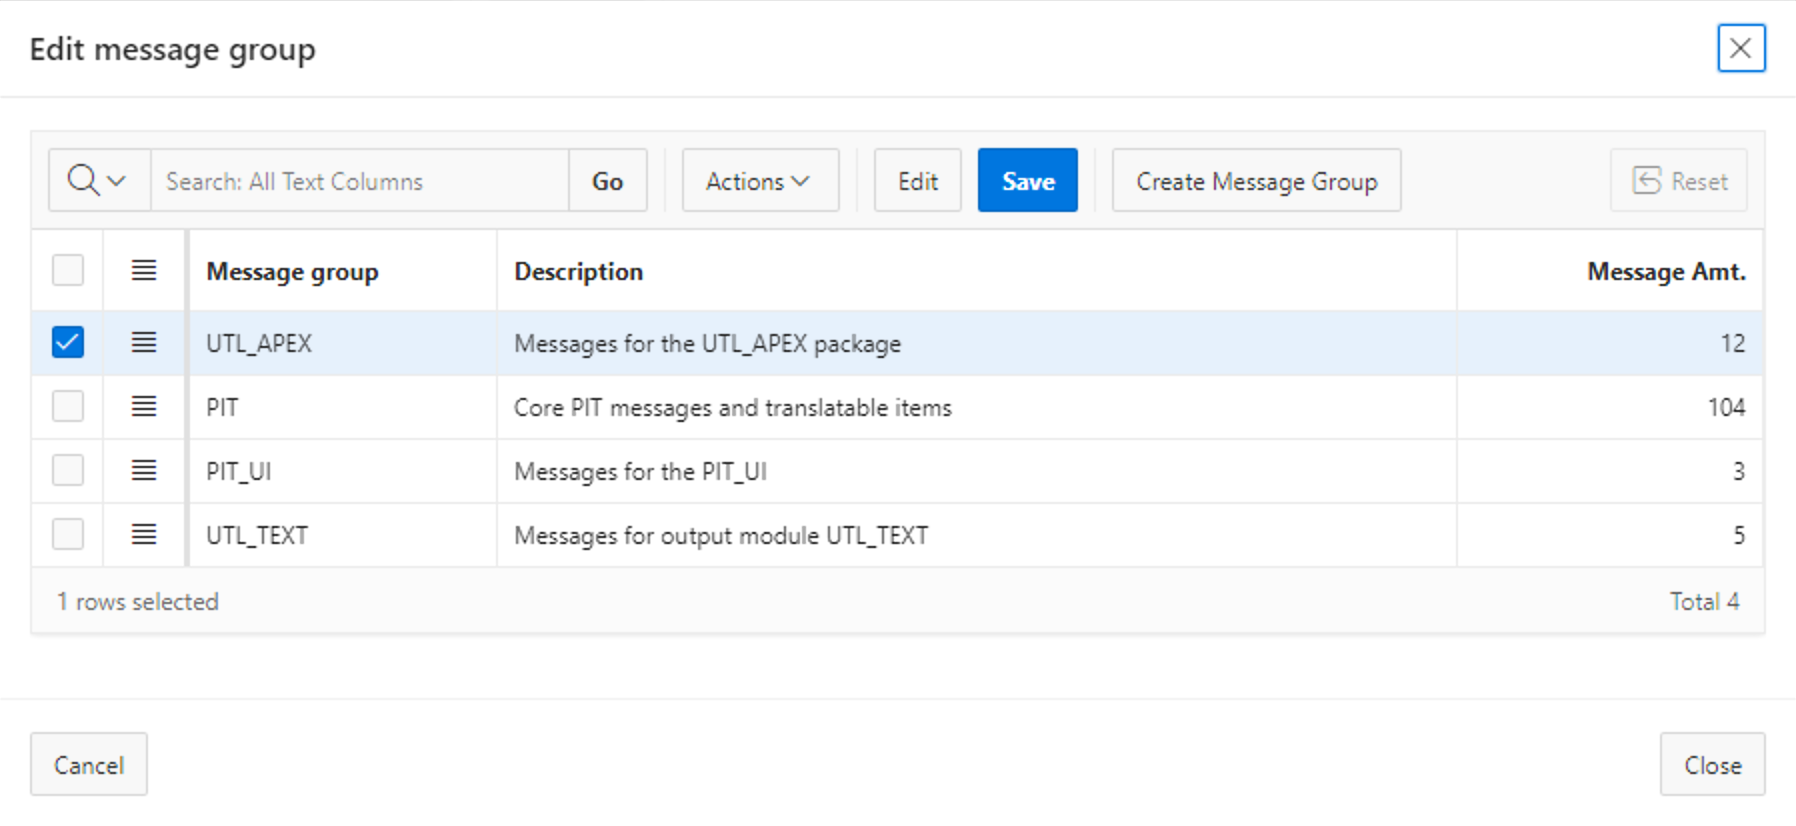 Edit message group
Search: All Text Columns Go Actions Edit Save Create Message Group Reset
Message group Description Message Amt.
UTL_APEX Messages for the UTL_APEX package 12
PIT Core PIT messages and translatable items 104
PIT_UI Messages for the PIT_UI 3
UTL_TEXT Messages for output module UTL_TEXT 5
1 rows selected Total 4
Cancel Close